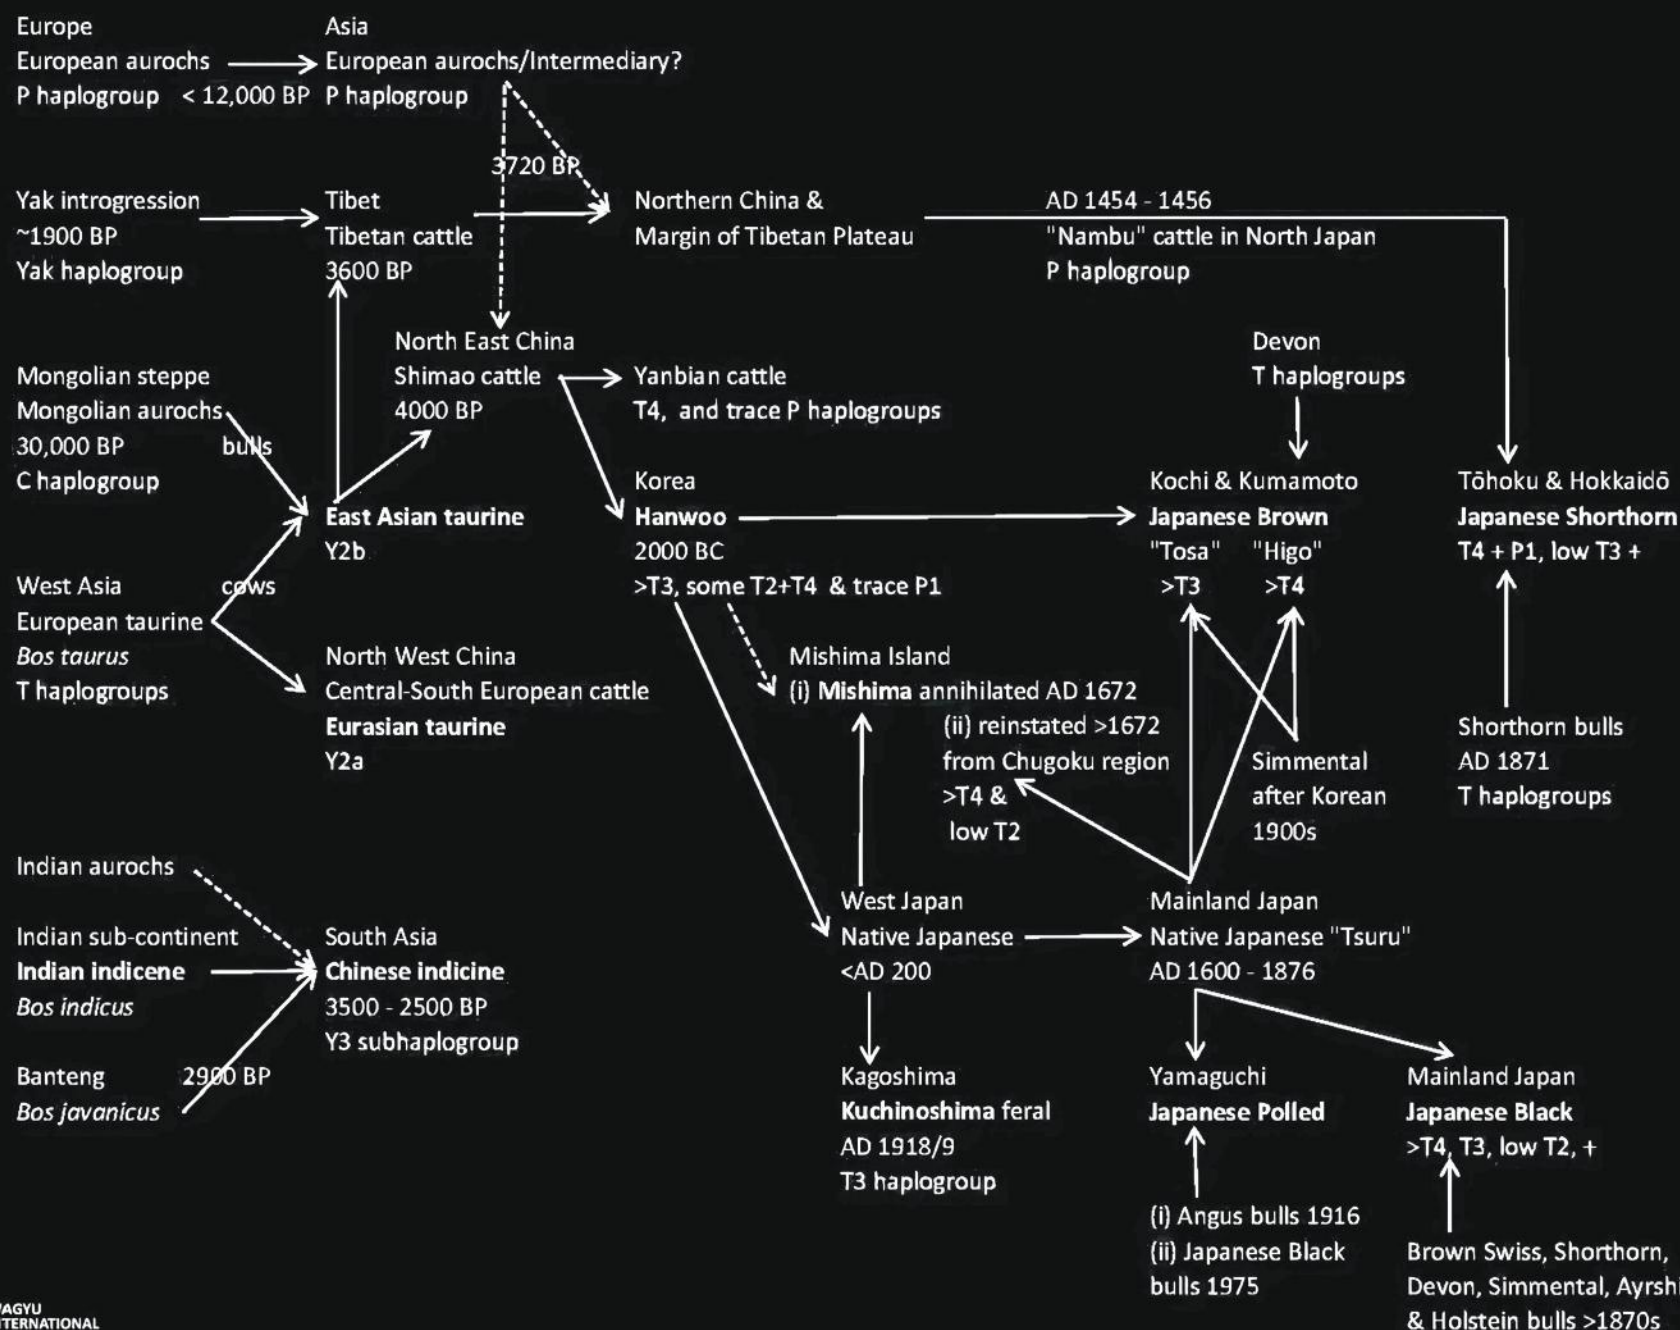 Europe
European aurochs
P haplogroup < 12,000 BP
Asia
European aurochs/Intermediary?
P haplogroup
3720 BP
Yak introgression
~1900 BP
Yak haplogroup
Tibet
Tibetan cattle
3600 BP
Northern China &
Margin of Tibetan Plateau
AD 1454 - 1456
"Nambu" cattle in North Japan
P haplogroup
North East China
Shimao cattle
4000 BP
Yanbian cattle
T4, and trace P haplogroups
Devon
T haplogroups
Mongolian steppe
Mongolian aurochs
30,000 BP
C haplogroup
bulls
East Asian taurine
Y2b
Korea
Hanwoo
2000 BC
>T3, some T2+T4 & trace P1
Kochi & Kumamoto
Japanese Brown
"Tosa" "Higo"
>T3 >T4
Tōhoku & Hokkaidō
Japanese Shorthorn
T4 + P1, low T3 +
West Asia
European taurine
Bos taurus
T haplogroups
cows
North West China
Central-South European cattle
Eurasian taurine
Y2a
Mishima Island
(i) Mishima annihilated AD 1672
(ii) reinstated >1672
from Chugoku region
>T4 &
low T2
Simmental
after Korean
1900s
Shorthorn bulls
AD 1871
T haplogroups
Indian aurochs
Indian sub-continent
Indian indicene
Bos indicus
Banteng
Bos javanicus
2900 BP
South Asia
Chinese indicine
3500 - 2500 BP
Y3 subhaplogroup
West Japan
Native Japanese
<AD 200
Mainland Japan
Native Japanese "Tsuru"
AD 1600 - 1876
Kagoshima
Kuchinoshima feral
AD 1918/9
T3 haplogroup
Yamaguchi
Japanese Polled
(i) Angus bulls 1916
(ii) Japanese Black
bulls 1975
Mainland Japan
Japanese Black
>T4, T3, low T2, +
Brown Swiss, Shorthorn,
Devon, Simmental, Ayrshi
& Holstein bulls >1870s
AGYU
TERNATIONAL